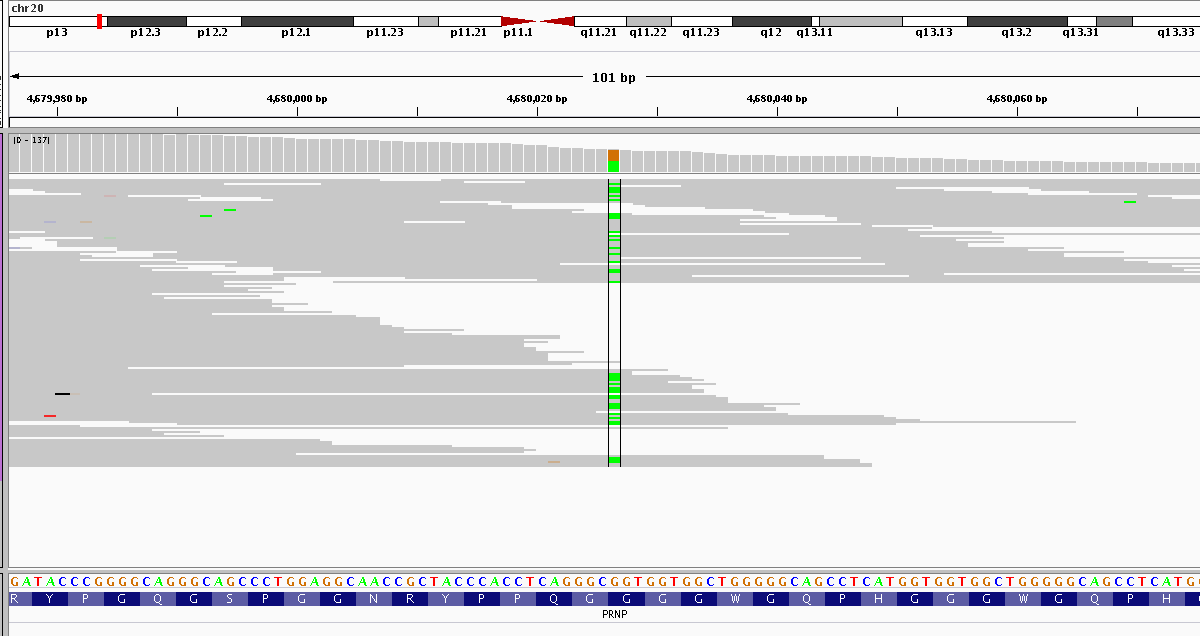 chr20
p13 p12.3 p12.2 p12.1 p11.23 p11.21 p11.1 q11.21 q11.22 q11.23 q12 q13.11 q13.13 q13.2 q13.31 q13.33
101 bp
4,679,980 bp 4,680,000 bp 4,680,020 bp 4,680,040 bp 4,680,060 bp
[0 - 137]
GATACCCGGGGCAGGGCAGCCCTGGAGGCAACCGCTACCCACCTCAGGGCGGTGGTGGCTGGGGGCAGCCTCATGGTGGTGGCTGGGGGCAGCCTCATG
R Y P G Q G S P G G N R Y P P Q G G G G W G Q P H G G G W G Q P H
PRNP